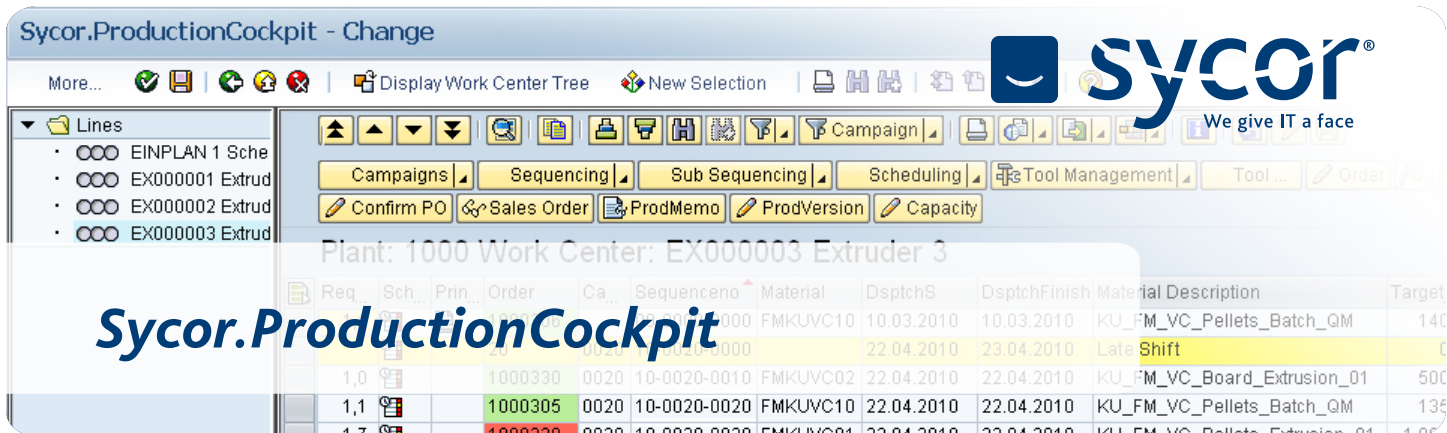 Sycor.ProductionCockpit - Change
sycor®
We give IT a face
More...
Display Work Center Tree
New Selection
Lines
EINPLAN 1 Sche
EX000001 Extrud
EX000002 Extrud
EX000003 Extrud
Campaign
Campaigns
Sequencing
Sub Sequencing
Scheduling
Tool Management
Tool ...
Order
Confirm PO
Sales Order
ProdMemo
ProdVersion
Capacity
Plant: 1000 Work Center: EX000003 Extruder 3
Req... Sch... Prin... Order Ca... Sequenceno Material DsptchS... DsptchFinish Material Description Target
0000 FMKUVC10 10.03.2010 10.03.2010 KU_FM_VC_Pellets_Batch_QM 140
Sycor.ProductionCockpit
20 0020 10-0020-0000 22.04.2010 23.04.2010 Late Shift
1,0 1000330 0020 10-0020-0010 FMKUVC02 22.04.2010 22.04.2010 KU_FM_VC_Board_Extrusion_01 500
1,1 1000305 0020 10-0020-0020 FMKUVC10 22.04.2010 22.04.2010 KU_FM_VC_Pellets_Batch_QM 135